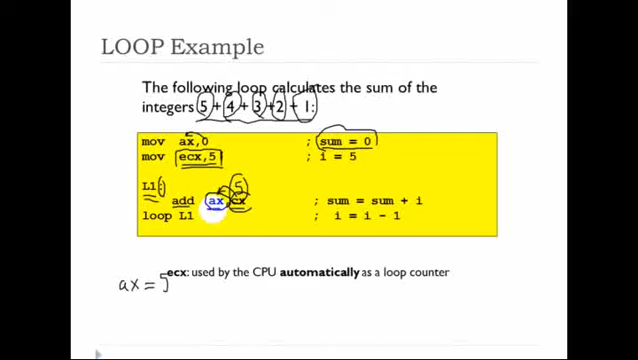 LOOP Example
The following loop calculates the sum of the
integers 5 + 4 + 3 +2 + 1:
mov ax,0 ; sum = 0
mov ecx,5 ; i = 5
L1: 5
add ax,cx ; sum = sum + i
loop L1 ; i = i - 1
ecx: used by the CPU automatically as a loop counter
ax = 5